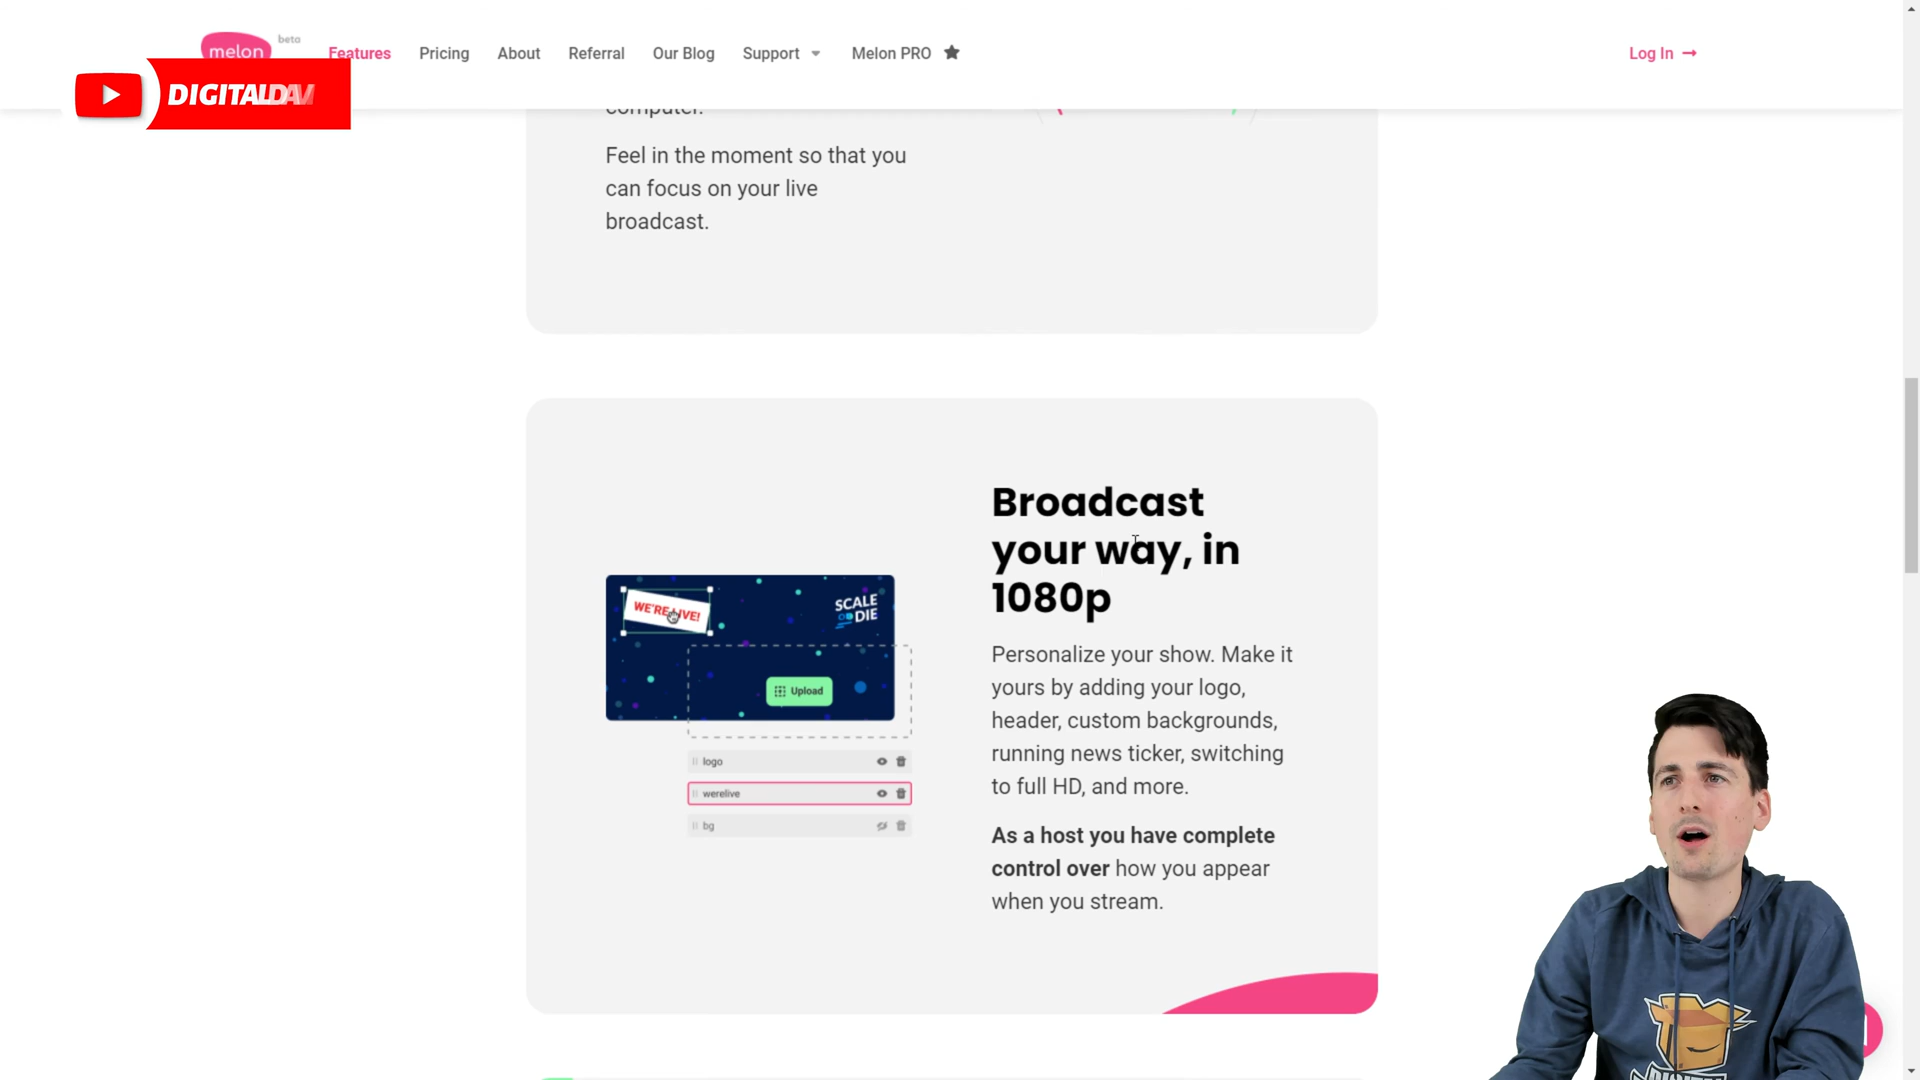 melon beta
Features Pricing About Referral Our Blog Support Melon PRO Log In
DIGITALDAV
computer.
Feel in the moment so that you
can focus on your live
broadcast.
Broadcast
your way, in
1080p
WE'RE LIVE!
SCALE
OR DIE
Upload
logo
werelive
bg
Personalize your show. Make it
yours by adding your logo,
header, custom backgrounds,
running news ticker, switching
to full HD, and more.
As a host you have complete
control over how you appear
when you stream.
DIGITAL